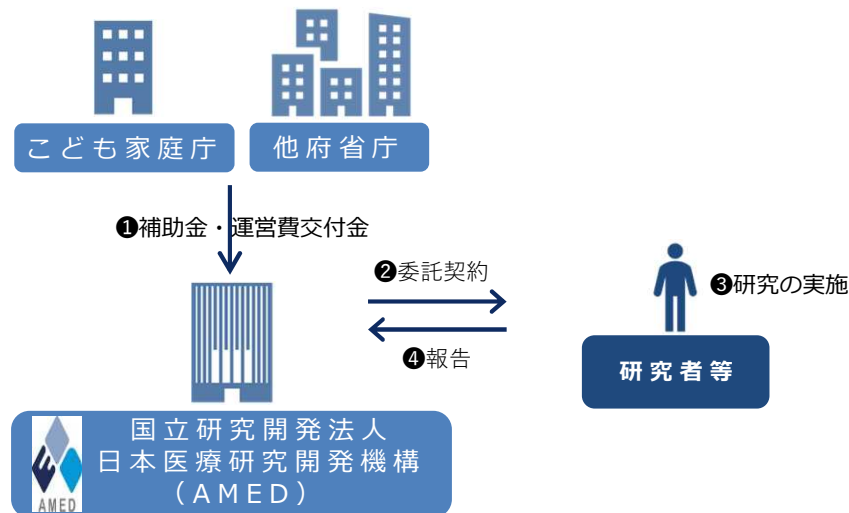 こども家庭庁
他府省庁
❶補助金・運営費交付金
❷委託契約
❸研究の実施
❹報告
研究者等
AMED
国立研究開発法人
日本医療研究開発機構
（AMED）